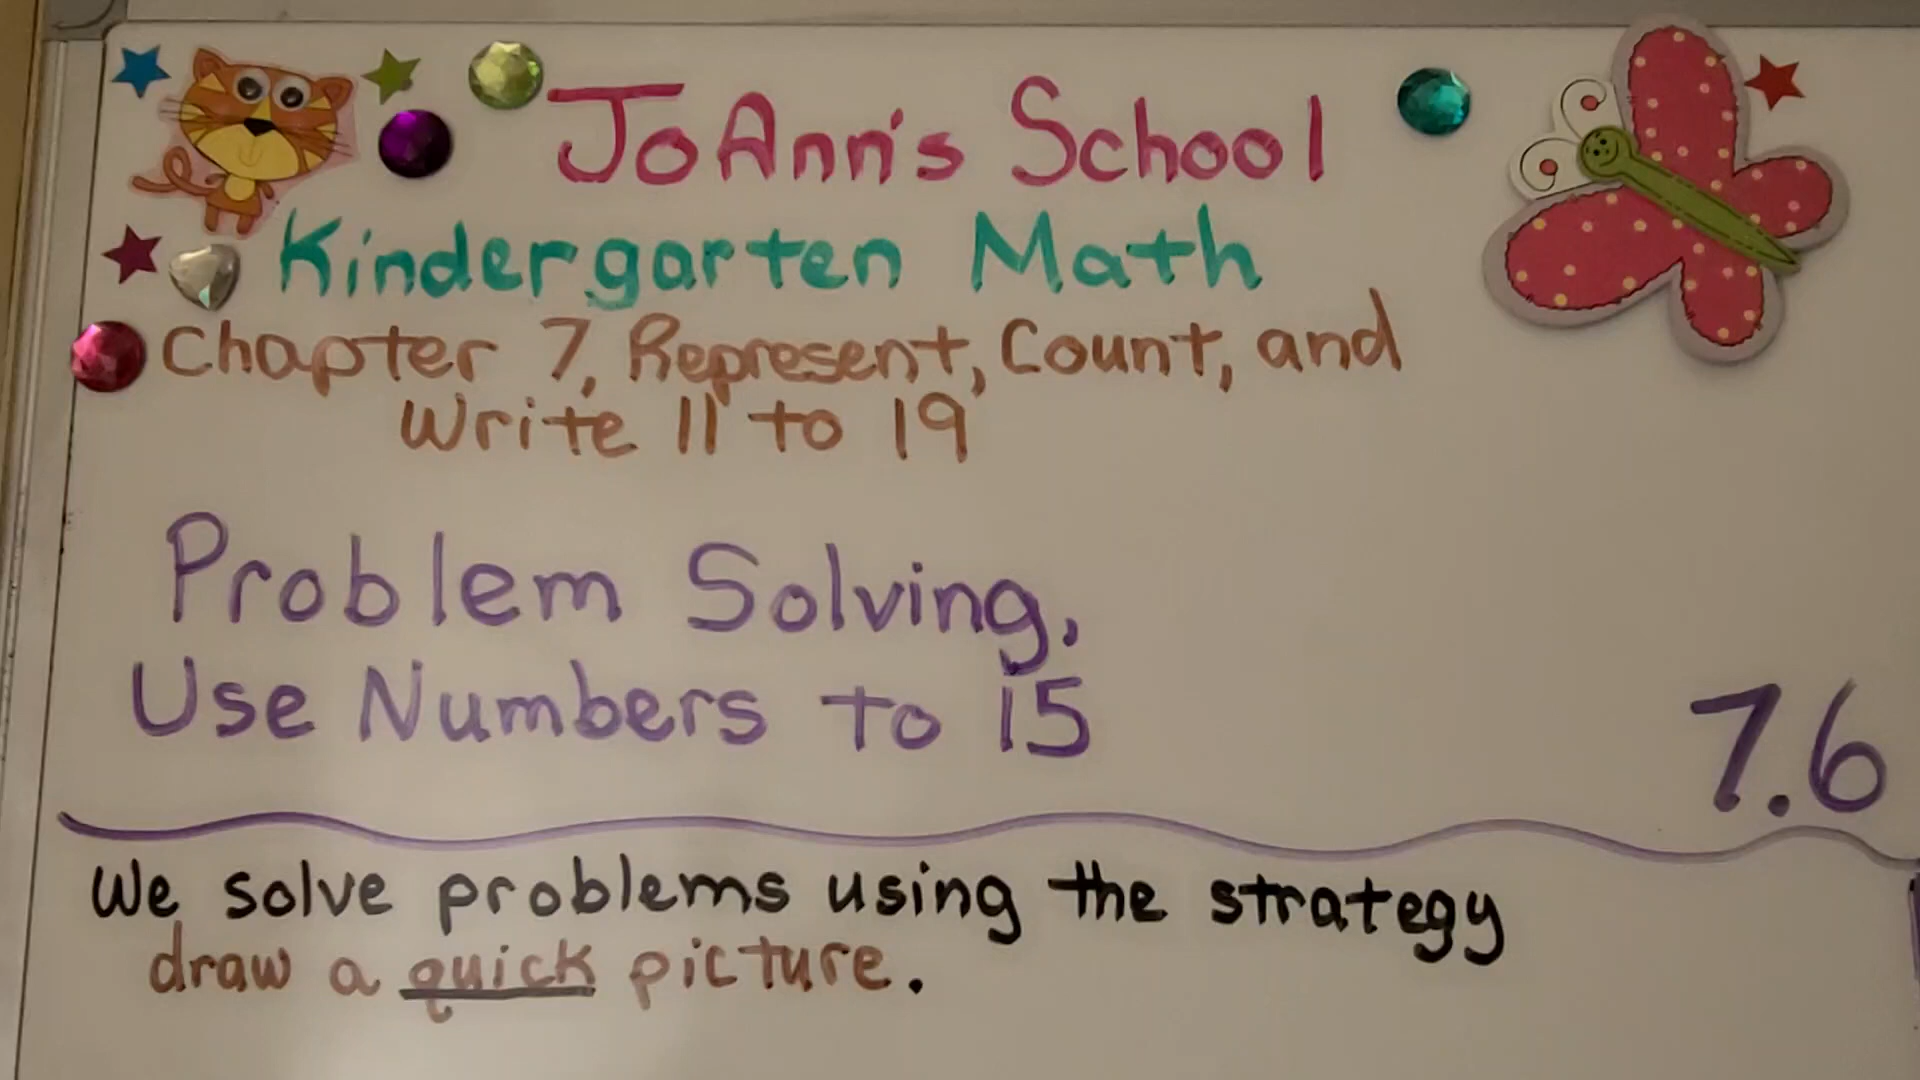 JoAnn's School
Kindergarten Math
Chapter 7, Represent, Count, and
Write 11 to 19
Problem Solving,
Use Numbers to 15
7.6
We solve problems using the strategy
draw a quick picture.